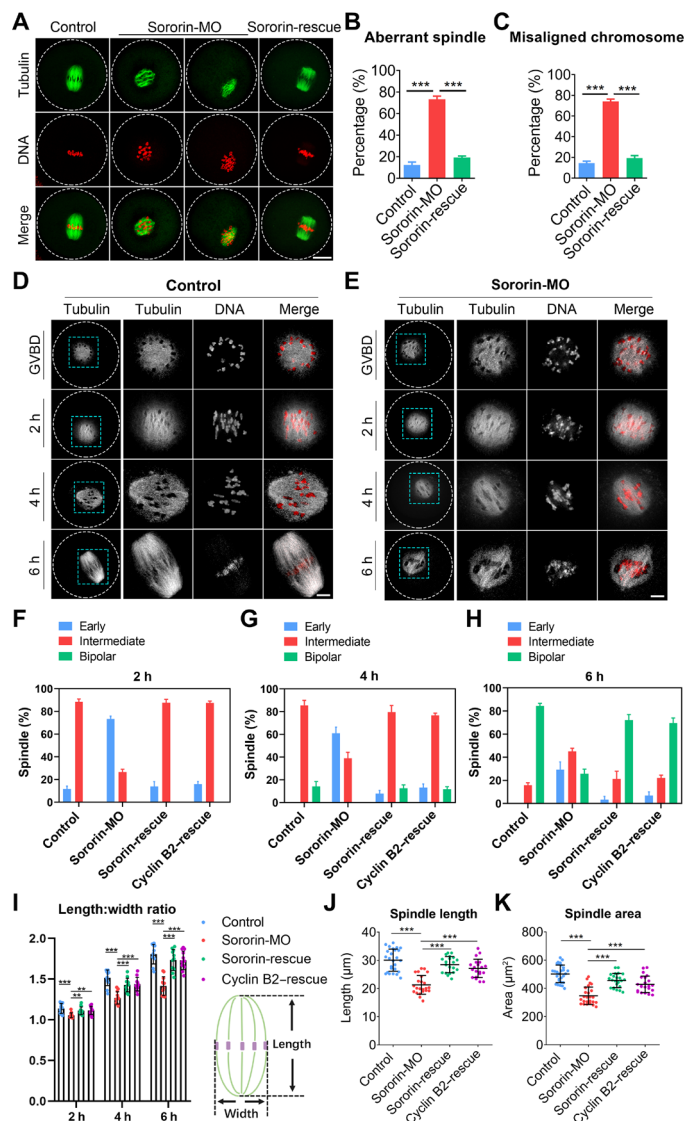 A
Control
Sororin-MO
Sororin-rescue
Tubulin
DNA
Merge
B
Aberrant spindle
Percentage (%)
100
80
60
40
20
0
***
***
Control
Sororin-MO
Sororin-rescue
C
Misaligned chromosome
Percentage (%)
100
80
60
40
20
0
***
***
Control
Sororin-MO
Sororin-rescue
D
Control
Tubulin
Tubulin
DNA
Merge
GVBD
2 h
4 h
6 h
E
Sororin-MO
Tubulin
Tubulin
DNA
Merge
GVBD
2 h
4 h
6 h
F
Early
Intermediate
Bipolar
2 h
Spindle (%)
100
80
60
40
20
0
Control
Sororin-MO
Sororin-rescue
Cyclin B2–rescue
G
Early
Intermediate
Bipolar
4 h
Spindle (%)
100
80
60
40
20
0
Control
Sororin-MO
Sororin-rescue
Cyclin B2–rescue
H
Early
Intermediate
Bipolar
6 h
Spindle (%)
100
80
60
40
20
0
Control
Sororin-MO
Sororin-rescue
Cyclin B2–rescue
I
Length:width ratio
2.0
1.5
1.0
0.5
0.0
***
**
**
***
***
***
***
***
***
2 h
4 h
6 h
Control
Sororin-MO
Sororin-rescue
Cyclin B2–rescue
Length
Width
J
Spindle length
Length (µm)
40
30
20
10
0
***
***
***
Control
Sororin-MO
Sororin-rescue
Cyclin B2–rescue
K
Spindle area
Area (µm²)
800
600
400
200
0
***
***
***
Control
Sororin-MO
Sororin-rescue
Cyclin B2–rescue